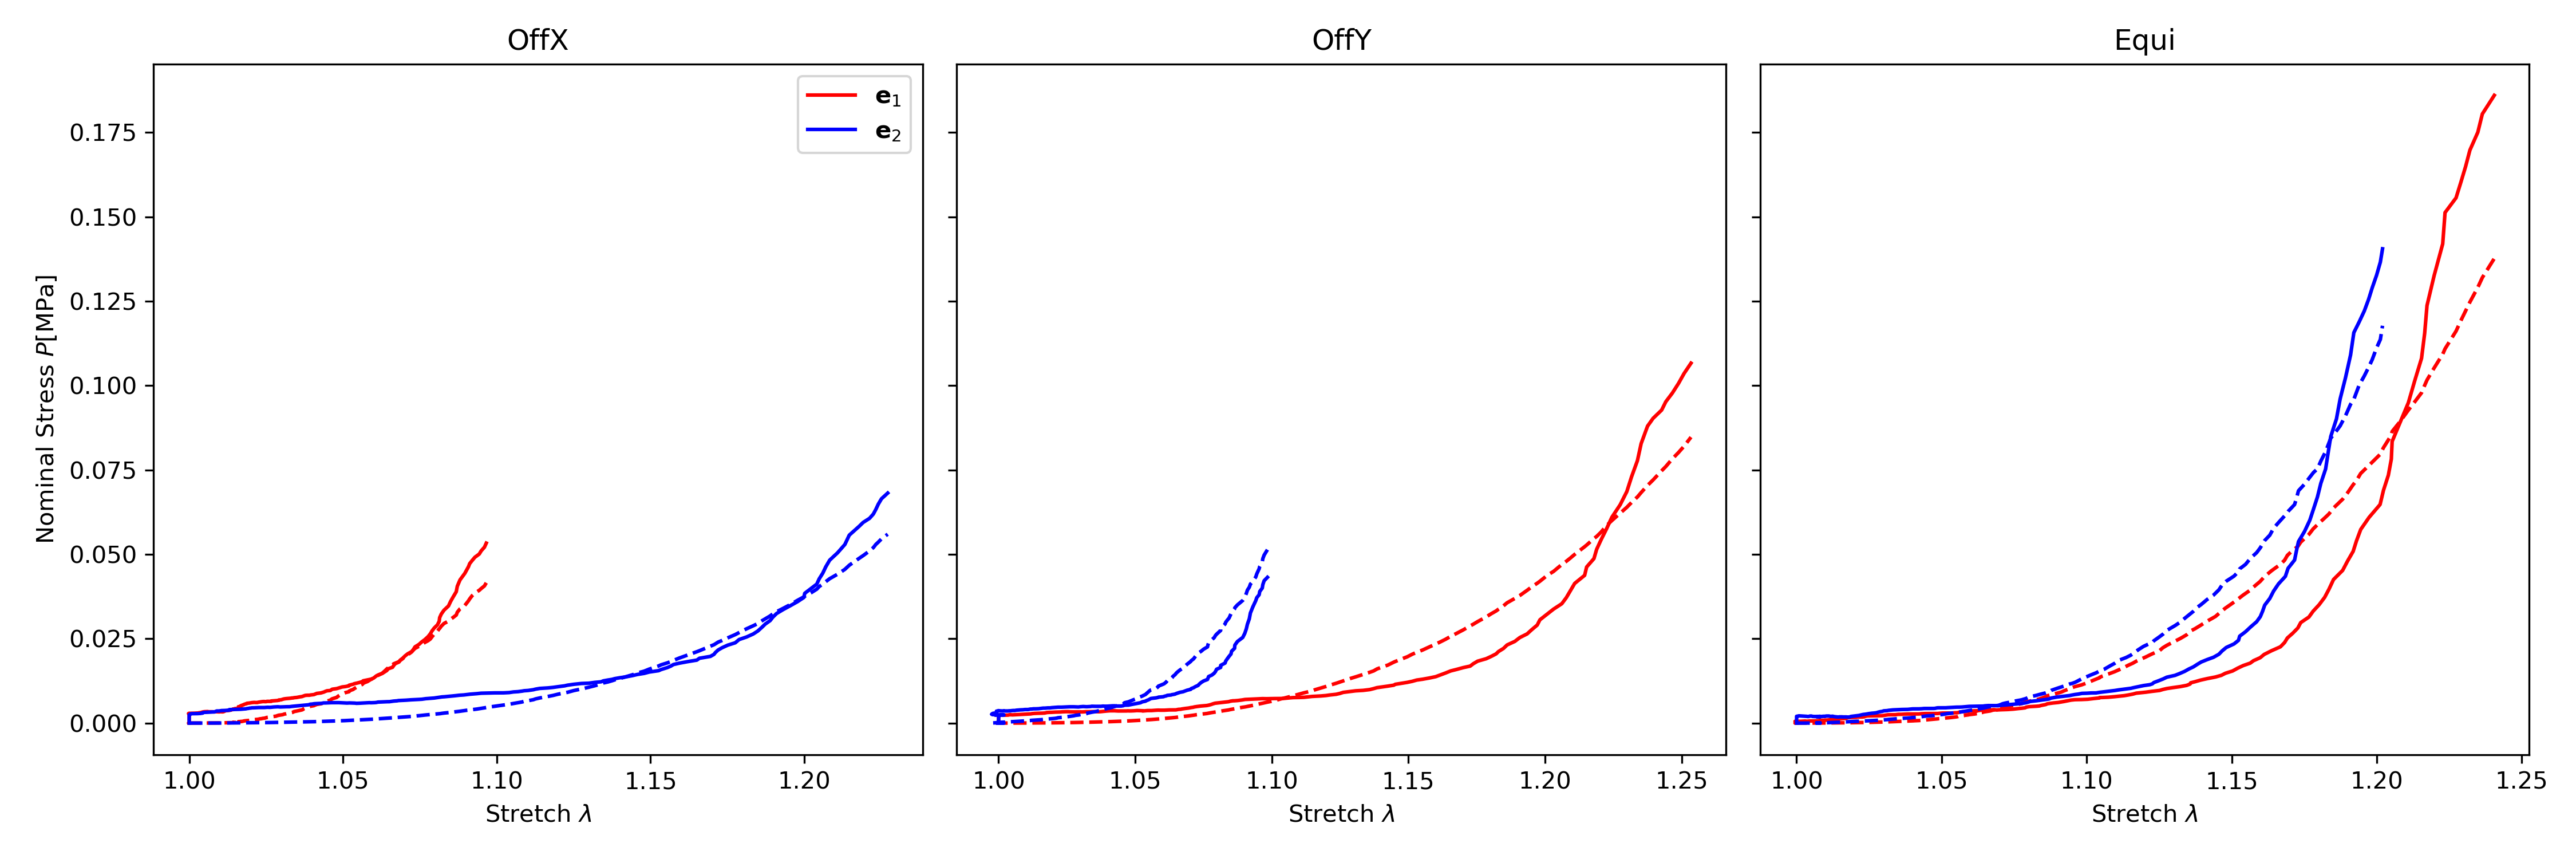 OffX
OffY
Equi
e₁
e₂
Nominal Stress P[MPa]
0.175
0.150
0.125
0.100
0.075
0.050
0.025
0.000
1.00 1.05 1.10 1.15 1.20
1.00 1.05 1.10 1.15 1.20 1.25
1.00 1.05 1.10 1.15 1.20 1.25
Stretch λ
Stretch λ
Stretch λ